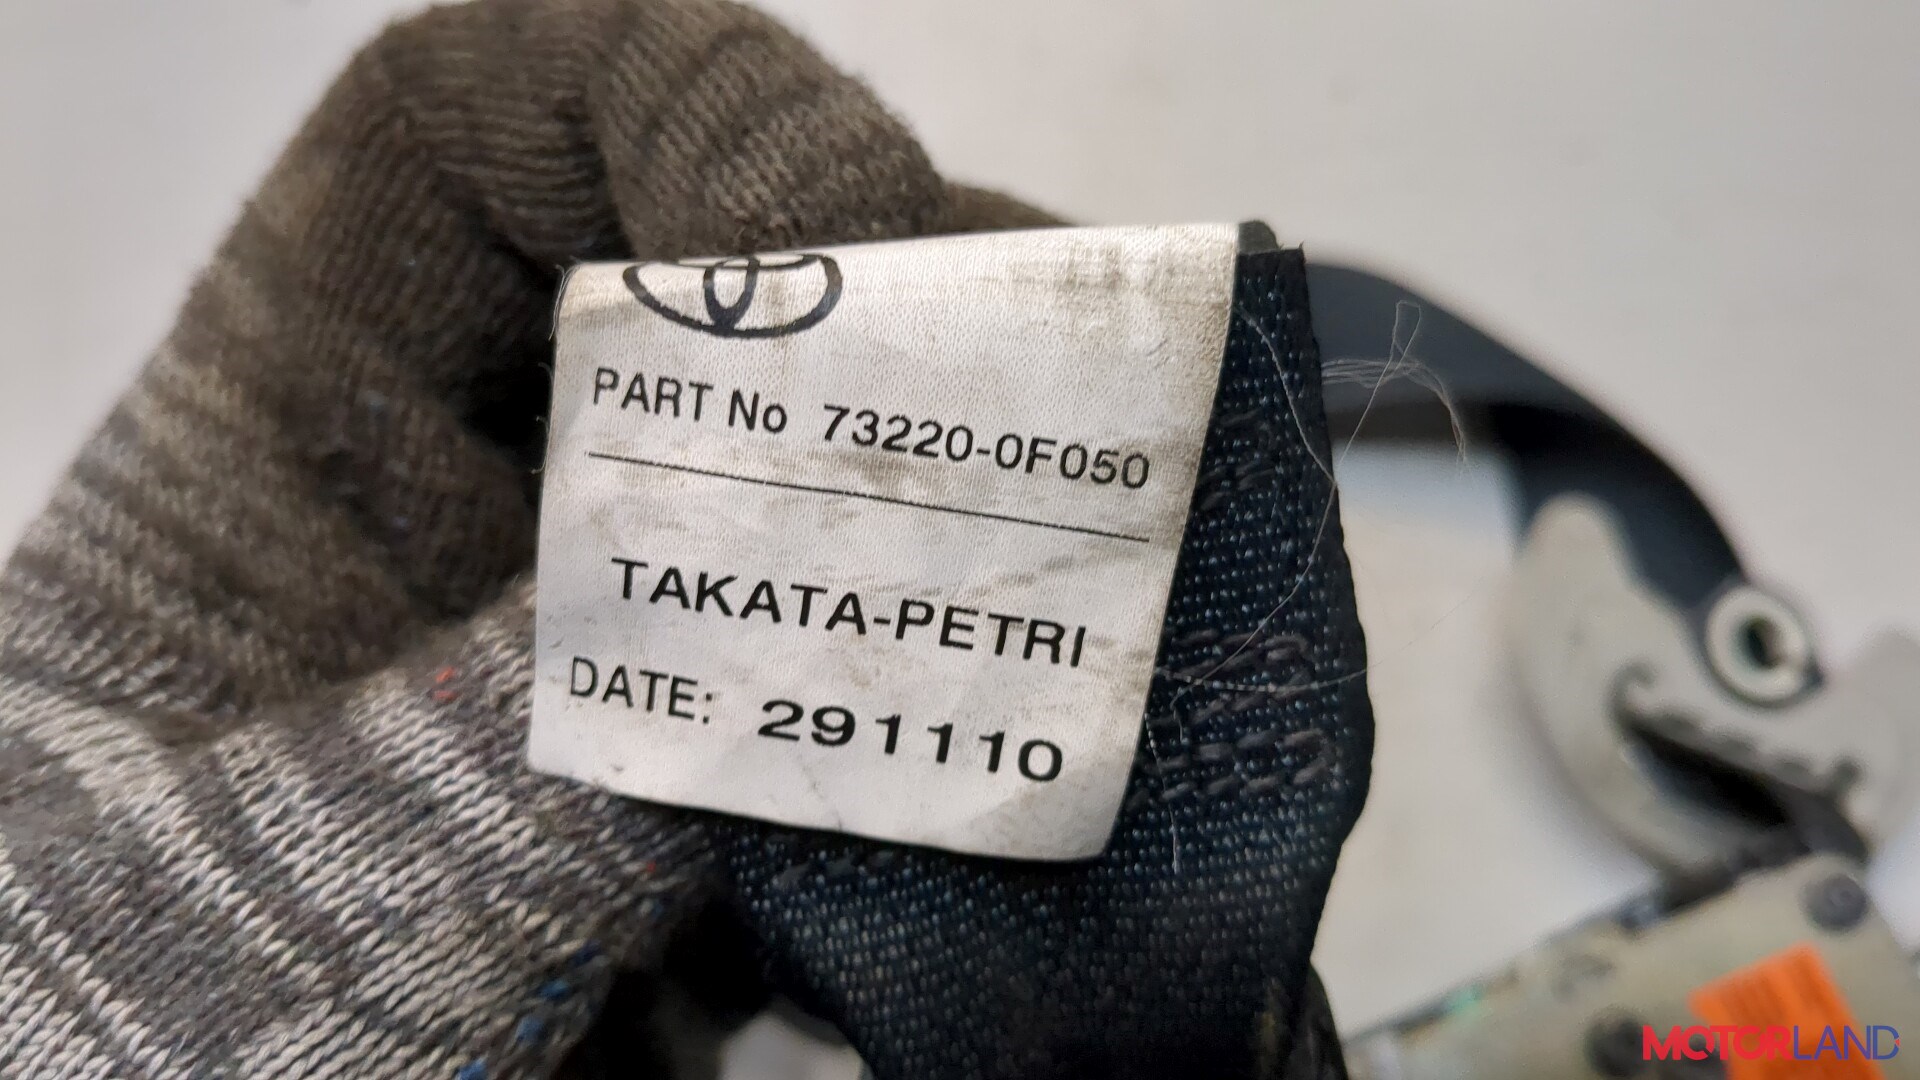 PART No 73220-0F050
TAKATA-PETRI
DATE: 291110
MOTORLAND